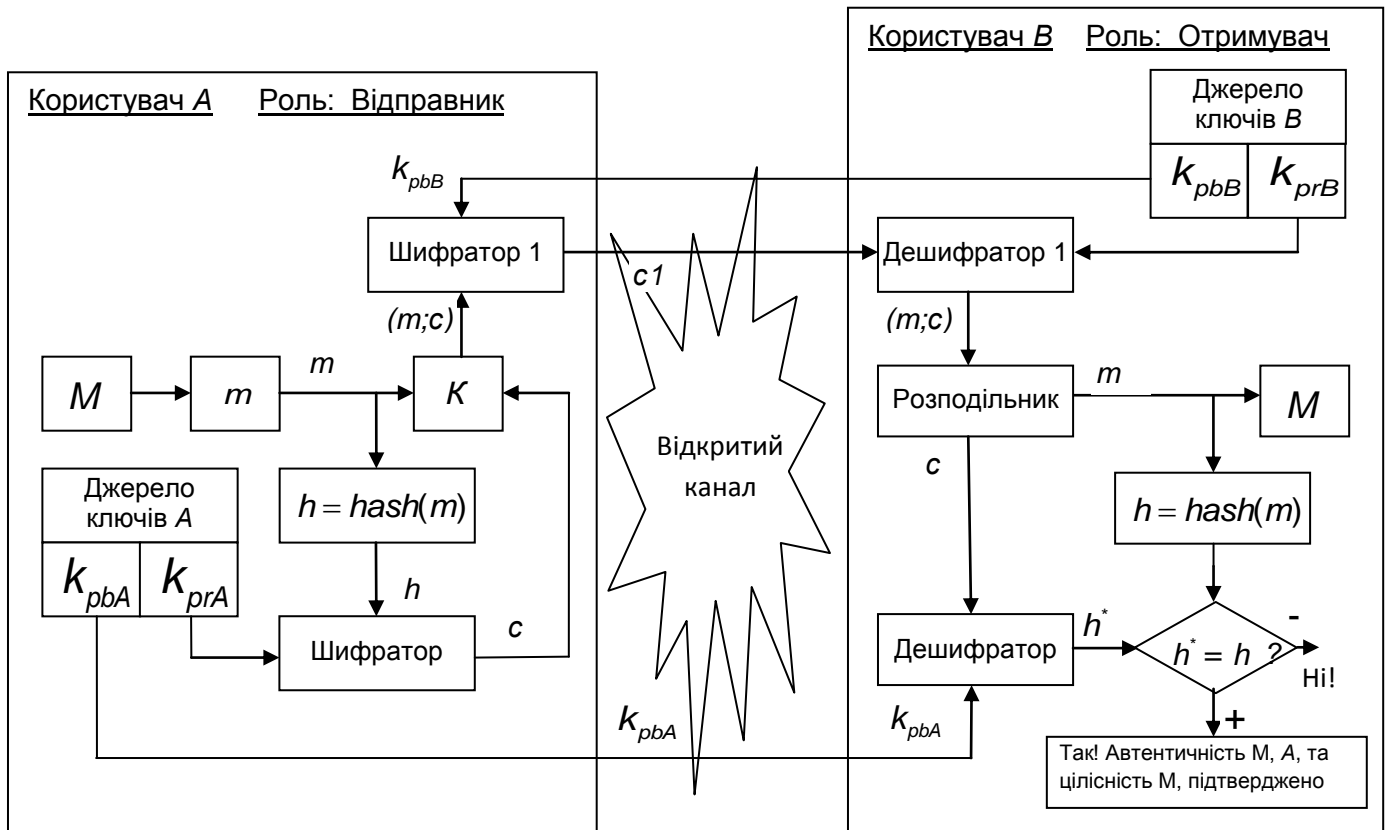 Користувач A Роль: Відправник
k_pbB
Шифратор 1
(m;c)
M
m
m
К
Джерело
ключів A
k_pbA
k_prA
h = hash(m)
h
Шифратор
c
c1
Відкритий
канал
k_pbA
Користувач B Роль: Отримувач
Джерело
ключів B
k_pbB
k_prB
Дешифратор 1
(m;c)
Розподільник
m
M
c
h = hash(m)
Дешифратор
h*
h* = h ?
-
Ні!
k_pbA
+
Так! Автентичність М, A, та
цілісність М, підтверджено